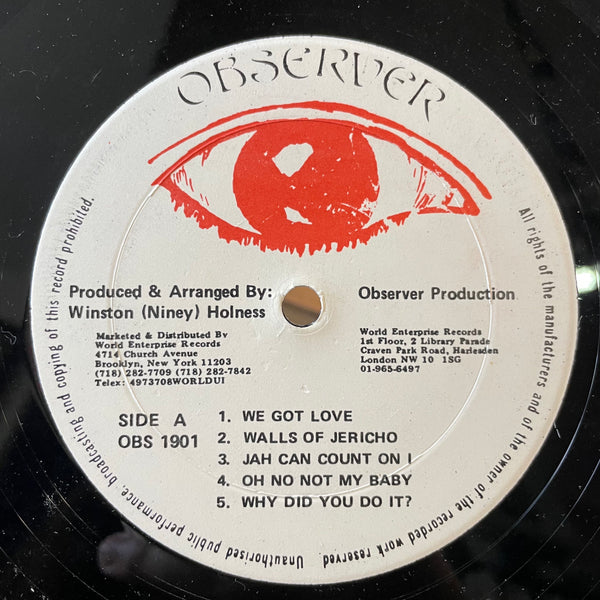 OBSERVER
Produced & Arranged By:
Winston (Niney) Holness
Observer Production
Marketed & Distributed By
World Enterprise Records
4714 Church Avenue
Brooklyn, New York 11203
(718) 282-7709 (718) 282-7842
Telex: 4973708WORLDUI
World Enterprise Records
1st Floor, 2 Library Parade
Craven Park Road, Harlesden
London NW 10 1SG
01-965-6497
SIDE A
OBS 1901
1. WE GOT LOVE
2. WALLS OF JERICHO
3. JAH CAN COUNT ON I
4. OH NO NOT MY BABY
5. WHY DID YOU DO IT?
All rights of the manufacturers and of the owner of the recorded work reserved. Unauthorised public performance, broadcasting and copying of this record prohibited.